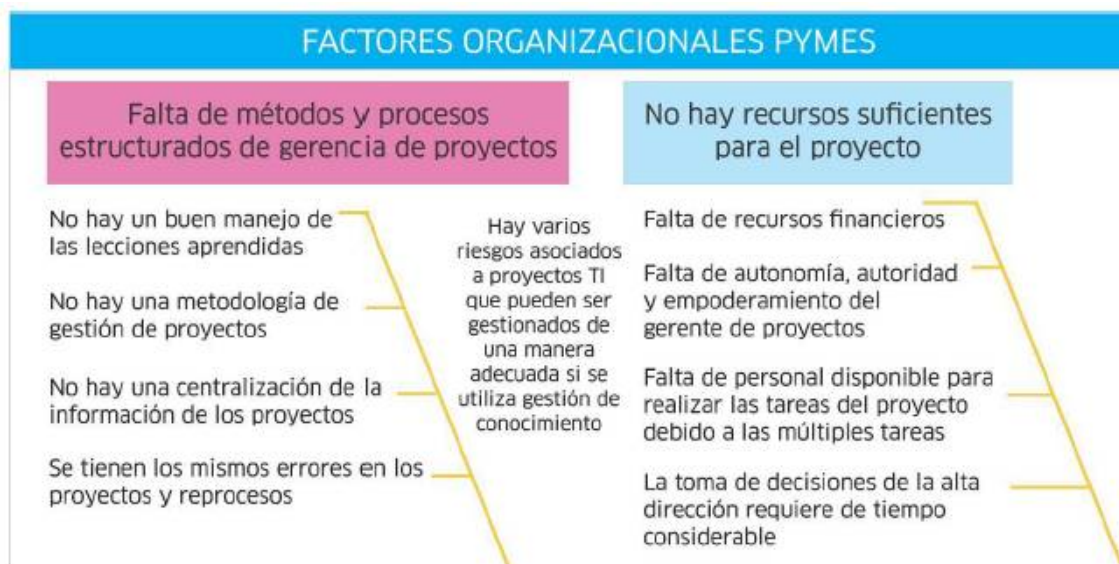 FACTORES ORGANIZACIONALES PYMES
Falta de métodos y procesos
estructurados de gerencia de proyectos
No hay un buen manejo de
las lecciones aprendidas
No hay una metodología de
gestión de proyectos
No hay una centralización de la
información de los proyectos
Se tienen los mismos errores en los
proyectos y reprocesos
Hay varios
riesgos asociados
a proyectos TI
que pueden ser
gestionados de
una manera
adecuada si se
utiliza gestión de
conocimiento
No hay recursos suficientes
para el proyecto
Falta de recursos financieros
Falta de autonomía, autoridad
y empoderamiento del
gerente de proyectos
Falta de personal disponible para
realizar las tareas del proyecto
debido a las múltiples tareas
La toma de decisiones de la alta
dirección requiere de tiempo
considerable